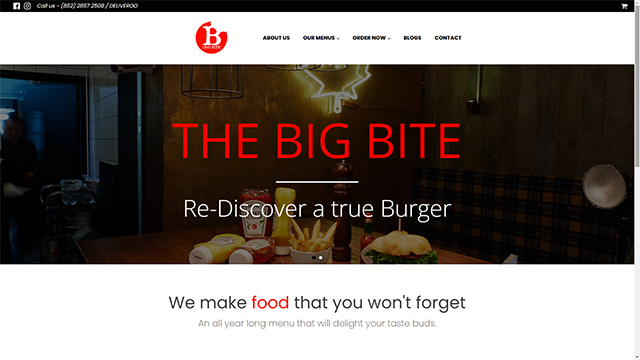 Call us - (852) 2857 2508 / DELIVEROO
B
BIG BITE
ABOUT US OUR MENUS ORDER NOW BLOGS CONTACT
THE BIG BITE
Re-Discover a true Burger
We make food that you won't forget
An all year long menu that will delight your taste buds.